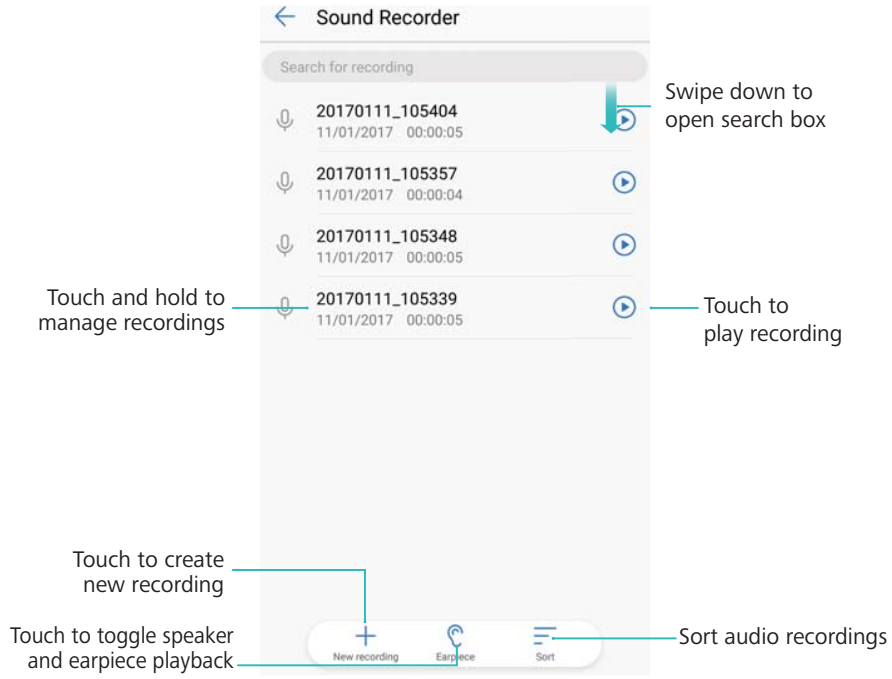 Sound Recorder
Search for recording
Swipe down to
open search box
20170111_105404
11/01/2017 00:00:05
20170111_105357
11/01/2017 00:00:04
20170111_105348
11/01/2017 00:00:05
Touch and hold to
manage recordings
20170111_105339
11/01/2017 00:00:05
Touch to
play recording
Touch to create
new recording
Touch to toggle speaker
and earpiece playback
New recording
Earpiece
Sort
Sort audio recordings